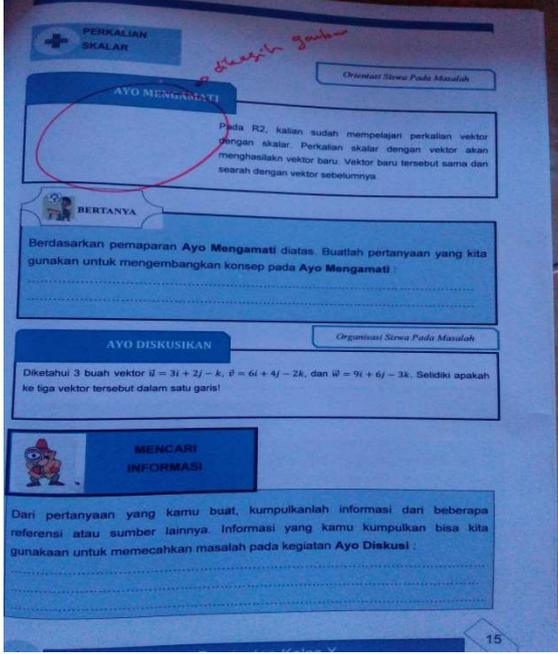 PERKALIAN
SKALAR
dikasih gambar
Orientasi Siswa Pada Masalah
AYO MENGAMATI
Pada R2, kalian sudah mempelajari perkalian vektor
dengan skalar. Perkalian skalar dengan vektor akan
menghasilakn vektor baru. Vektor baru tersebut sama dan
searah dengan vektor sebelumnya.
BERTANYA
Berdasarkan pemaparan Ayo Mengamati diatas. Buatlah pertanyaan yang kita
gunakan untuk mengembangkan konsep pada Ayo Mengamati :
Organisasi Siswa Pada Masalah
AYO DISKUSIKAN
Diketahui 3 buah vektor u⃗ = 3i + 2j − k, v⃗ = 6i + 4j − 2k, dan w⃗ = 9i + 6j − 3k. Selidiki apakah
ke tiga vektor tersebut dalam satu garis!
MENCARI
INFORMASI
Dari pertanyaan yang kamu buat, kumpulkanlah informasi dari beberapa
referensi atau sumber lainnya. Informasi yang kamu kumpulkan bisa kita
gunakaan untuk memecahkan masalah pada kegiatan Ayo Diskusi :
15